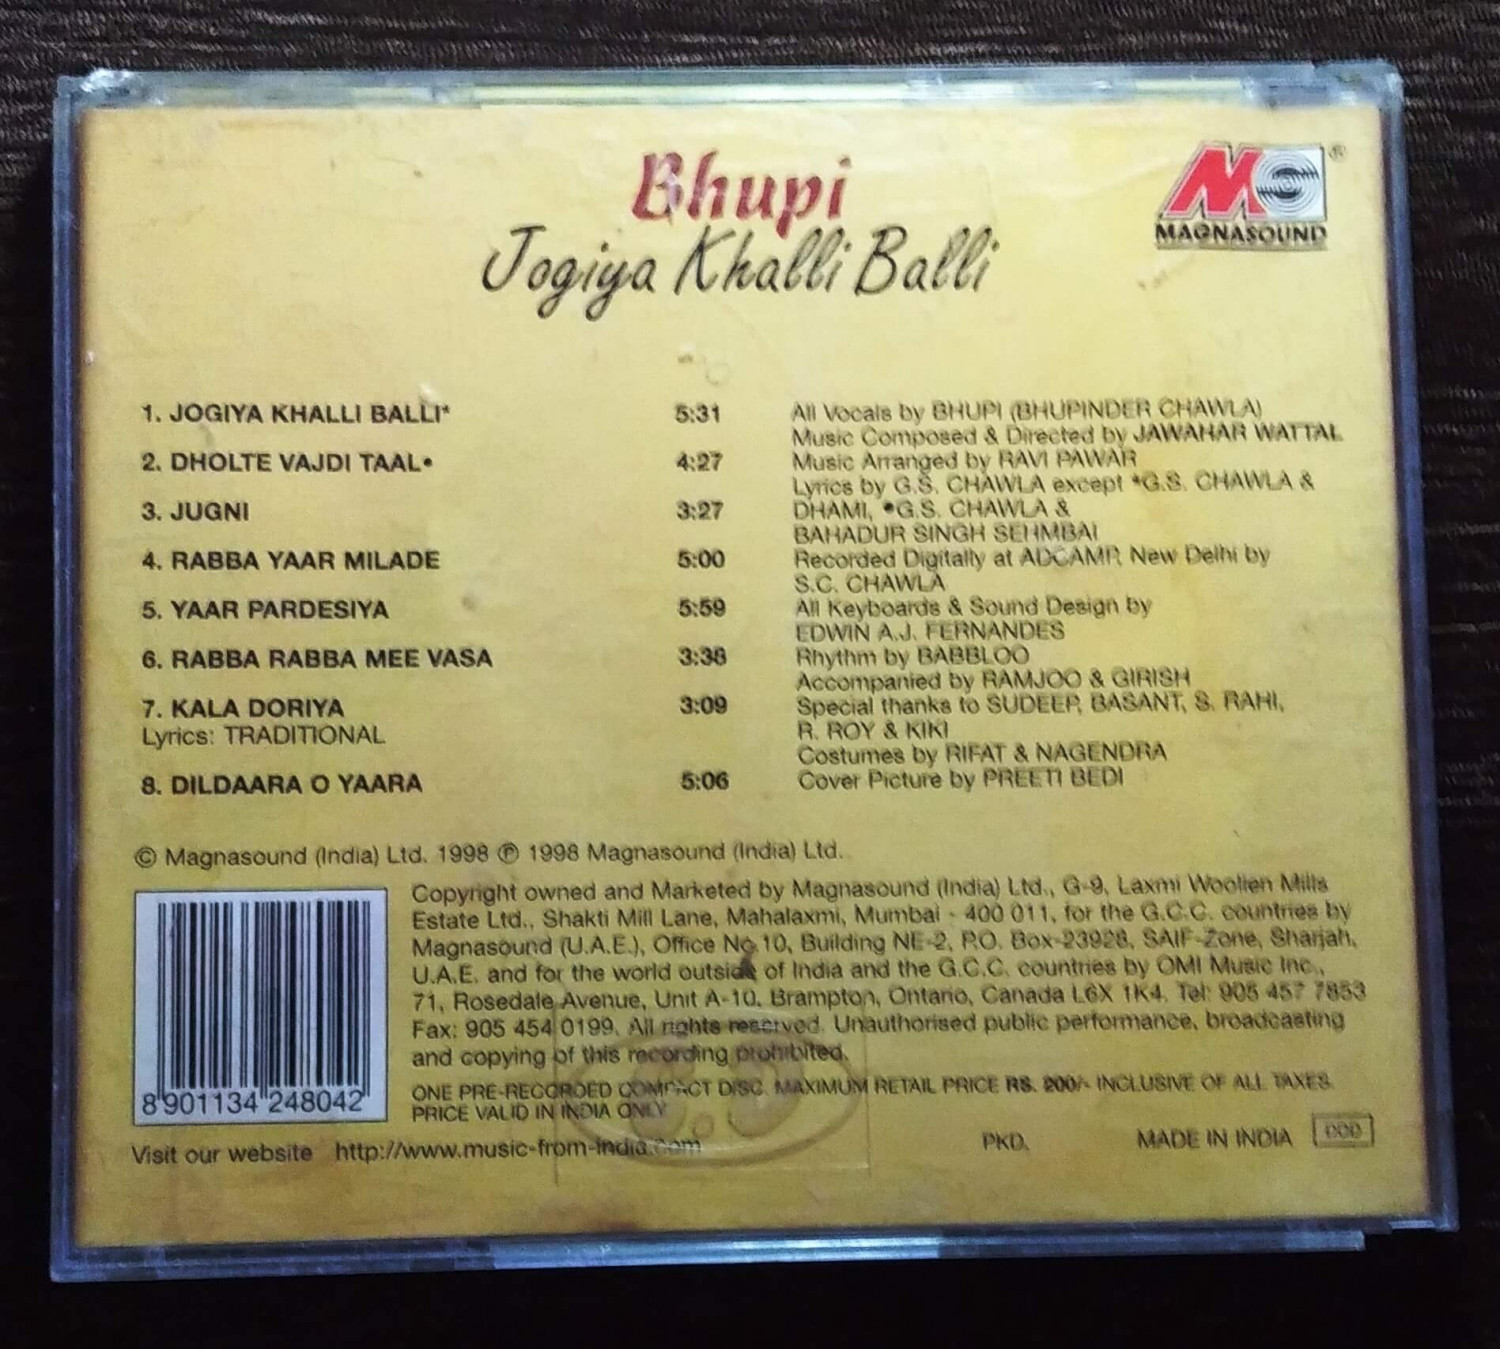 Bhupi
Jogiya Khalli Balli
MAGNASOUND
®
1. JOGIYA KHALLI BALLI* 5:31
2. DHOLTE VAJDI TAAL• 4:27
3. JUGNI 3:27
4. RABBA YAAR MILADE 5:00
5. YAAR PARDESIYA 5:59
6. RABBA RABBA MEE VASA 3:38
7. KALA DORIYA 3:09
Lyrics: TRADITIONAL
8. DILDAARA O YAARA 5:06
All Vocals by BHUPI (BHUPINDER CHAWLA)
Music Composed & Directed by JAWAHAR WATTAL
Music Arranged by RAVI PAWAR
Lyrics by G.S. CHAWLA except *G.S. CHAWLA &
DHAMI, •G.S. CHAWLA &
BAHADUR SINGH SEHMBAI
Recorded Digitally at ADCAMP, New Delhi by
S.C. CHAWLA
All Keyboards & Sound Design by
EDWIN A.J. FERNANDES
Rhythm by BABBLOO
Accompanied by RAMJOO & GIRISH
Special thanks to SUDEEP, BASANT, S. RAHI,
R. ROY & KIKI
Costumes by RIFAT & NAGENDRA
Cover Picture by PREETI BEDI
© Magnasound (India) Ltd. 1998 ℗ 1998 Magnasound (India) Ltd.
Copyright owned and Marketed by Magnasound (India) Ltd., G-9, Laxmi Woollen Mills
Estate Ltd., Shakti Mill Lane, Mahalaxmi, Mumbai - 400 011, for the G.C.C. countries by
Magnasound (U.A.E.), Office No.10, Building NE-2, P.O. Box-23928, SAIF-Zone, Sharjah,
U.A.E. and for the world outside of India and the G.C.C. countries by OMI Music Inc.,
71, Rosedale Avenue, Unit A-10, Brampton, Ontario, Canada L6X 1K4. Tel: 905 457 7853
Fax: 905 454 0199. All rights reserved. Unauthorised public performance, broadcasting
and copying of this recording prohibited.
ONE PRE-RECORDED COMPACT DISC. MAXIMUM RETAIL PRICE RS. 200/- INCLUSIVE OF ALL TAXES.
PRICE VALID IN INDIA ONLY
8 901134 248042
Visit our website http://www.music-from-india.com
PKD.
MADE IN INDIA
DDD